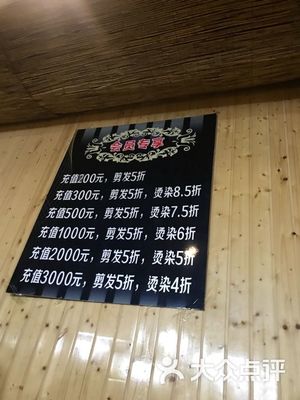 会员专享
充值200元，剪发5折
充值300元，剪发5折，烫染8.5折
充值500元，剪发5折，烫染7.5折
充值1000元，剪发5折，烫染6折
充值2000元，剪发5折，烫染5折
充值3000元，剪发5折，烫染4折
大众点评